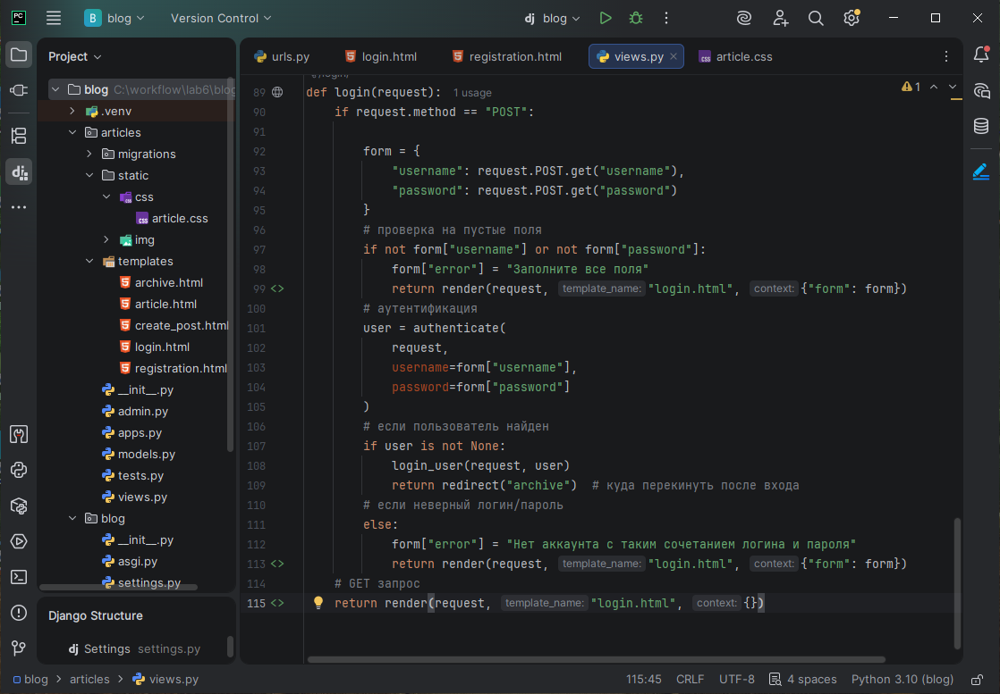 PC
B
blog
Version Control
dj
blog
Project
urls.py
login.html
registration.html
views.py
article.css
blog C:\workflow\lab6\blog
.venv
articles
migrations
static
css
article.css
img
templates
archive.html
article.html
create_post.html
login.html
registration.html
__init__.py
admin.py
apps.py
models.py
tests.py
views.py
blog
__init__.py
asgi.py
settings.py
Django Structure
dj Settings settings.py
1
89 def login(request): 1 usage
90 if request.method == "POST":
91
92 form = {
93 "username": request.POST.get("username"),
94 "password": request.POST.get("password")
95 }
96 # проверка на пустые поля
97 if not form["username"] or not form["password"]:
98 form["error"] = "Заполните все поля"
99 return render(request, template_name: "login.html", context: {"form": form})
100 # аутентификация
101 user = authenticate(
102 request,
103 username=form["username"],
104 password=form["password"]
105 )
106 # если пользователь найден
107 if user is not None:
108 login_user(request, user)
109 return redirect("archive") # куда перекинуть после входа
110 # если неверный логин/пароль
111 else:
112 form["error"] = "Нет аккаунта с таким сочетанием логина и пароля"
113 return render(request, template_name: "login.html", context: {"form": form})
114 # GET запрос
115 return render(request, template_name: "login.html", context: {})
blog > articles > views.py
115:45 CRLF UTF-8 4 spaces Python 3.10 (blog)